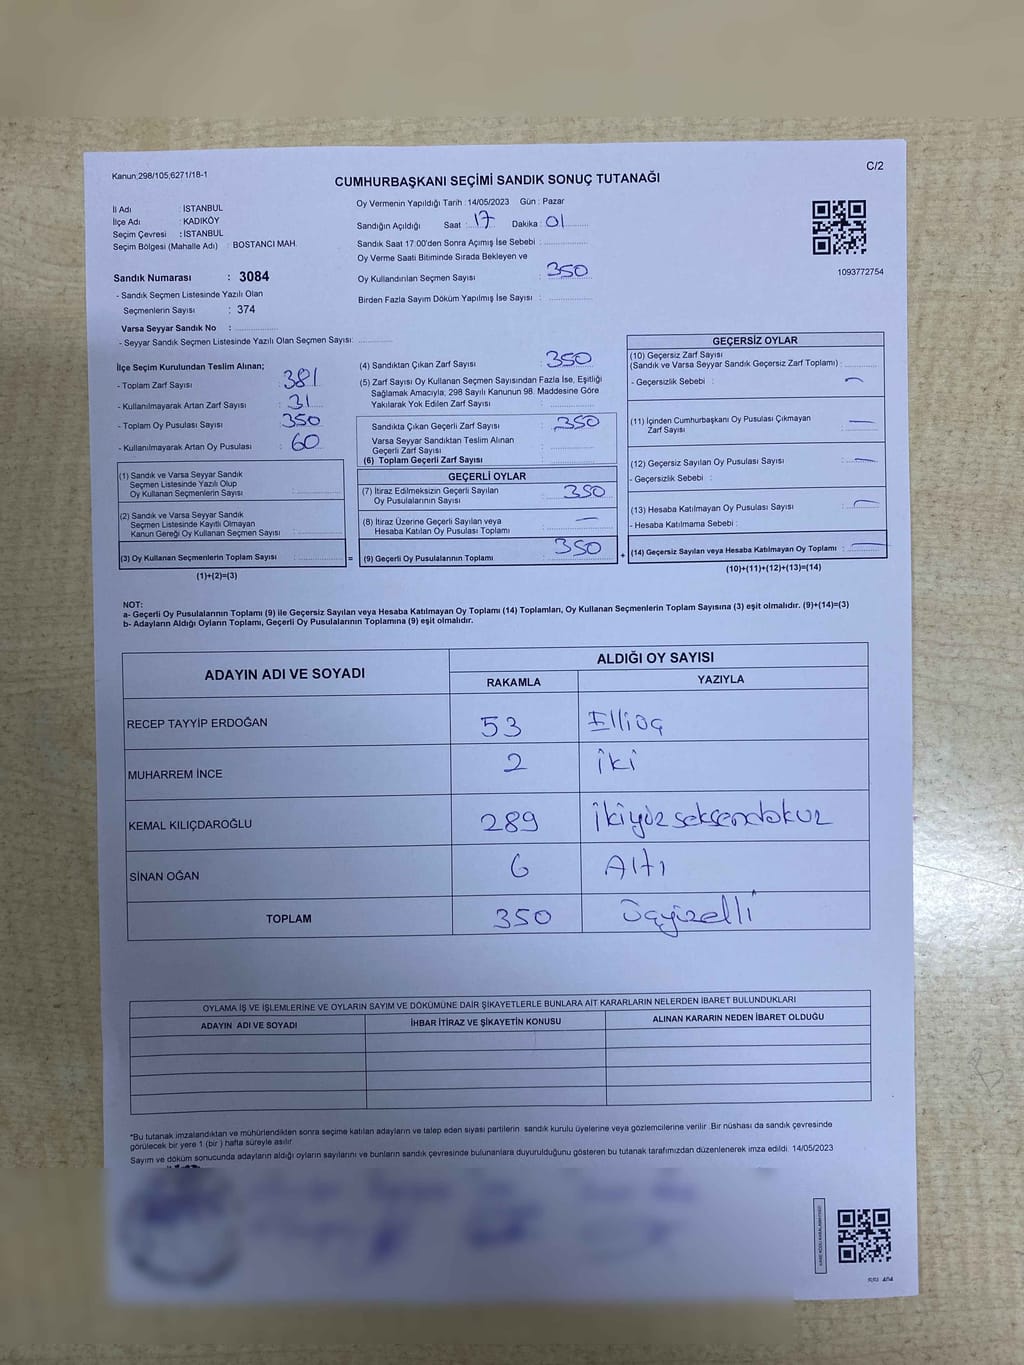 Kanun;298/105,6271/18-1
C/2
CUMHURBAŞKANI SEÇİMİ SANDIK SONUÇ TUTANAĞI
İl Adı : İSTANBUL
İlçe Adı : KADIKÖY
Seçim Çevresi : İSTANBUL
Seçim Bölgesi (Mahalle Adı) : BOSTANCI MAH.
Sandık Numarası : 3084
- Sandık Seçmen Listesinde Yazılı Olan
Seçmenlerin Sayısı : 374
Varsa Seyyar Sandık No :
- Seyyar Sandık Seçmen Listesinde Yazılı Olan Seçmen Sayısı:
Oy Vermenin Yapıldığı Tarih : 14/05/2023 Gün : Pazar
Sandığın Açıldığı Saat : 17 Dakika : 01
Sandık Saat 17:00'den Sonra Açımış İse Sebebi :
Oy Verme Saati Bitiminde Sırada Bekleyen ve
Oy Kullandırılan Seçmen Sayısı : 350
Birden Fazla Sayım Döküm Yapılmış İse Sayısı :
1093772754
İlçe Seçim Kurulundan Teslim Alınan;
- Toplam Zarf Sayısı : 381
- Kullanılmayarak Artan Zarf Sayısı : 31
- Toplam Oy Pusulası Sayısı : 350
- Kullanılmayarak Artan Oy Pusulası : 60
(1) Sandık ve Varsa Seyyar Sandık
Seçmen Listesinde Yazılı Olup
Oy Kullanan Seçmenlerin Sayısı :
(2) Sandık ve Varsa Seyyar Sandık
Seçmen Listesinde Kayıtlı Olmayan
Kanun Gereği Oy Kullanan Seçmen Sayısı :
(3) Oy Kullanan Seçmenlerin Toplam Sayısı : =
(1)+(2)=(3)
(4) Sandıktan Çıkan Zarf Sayısı : 350
(5) Zarf Sayısı Oy Kullanan Seçmen Sayısından Fazla İse, Eşitliği
Sağlamak Amacıyla; 298 Sayılı Kanunun 98. Maddesine Göre
Yakılarak Yok Edilen Zarf Sayısı :
Sandıkta Çıkan Geçerli Zarf Sayısı : 350
Varsa Seyyar Sandıktan Teslim Alınan
Geçerli Zarf Sayısı :
(6) Toplam Geçerli Zarf Sayısı :
GEÇERLİ OYLAR
(7) İtiraz Edilmeksizin Geçerli Sayılan
Oy Pusulalarının Sayısı : 350
(8) İtiraz Üzerine Geçerli Sayılan veya
Hesaba Katılan Oy Pusulası Toplamı : —
(9) Geçerli Oy Pusulalarının Toplamı : 350 +
GEÇERSİZ OYLAR
(10) Geçersiz Zarf Sayısı
(Sandık ve Varsa Seyyar Sandık Geçersiz Zarf Toplamı) :
- Geçersizlik Sebebi : —
(11) İçinden Cumhurbaşkanı Oy Pusulası Çıkmayan
Zarf Sayısı : —
(12) Geçersiz Sayılan Oy Pusulası Sayısı : —
- Geçersizlik Sebebi :
(13) Hesaba Katılmayan Oy Pusulası Sayısı : —
- Hesaba Katılmama Sebebi :
(14) Geçersiz Sayılan veya Hesaba Katılmayan Oy Toplamı : —
(10)+(11)+(12)+(13)=(14)
NOT:
a- Geçerli Oy Pusulalarının Toplamı (9) ile Geçersiz Sayılan veya Hesaba Katılmayan Oy Toplamı (14) Toplamları, Oy Kullanan Seçmenlerin Toplam Sayısına (3) eşit olmalıdır. (9)+(14)=(3)
b- Adayların Aldığı Oyların Toplamı, Geçerli Oy Pusulalarının Toplamına (9) eşit olmalıdır.
ADAYIN ADI VE SOYADI ALDIĞI OY SAYISI
RAKAMLA YAZIYLA
RECEP TAYYİP ERDOĞAN 53 Elliüç
MUHARREM İNCE 2 iki
KEMAL KILIÇDAROĞLU 289 ikiyüzseksendokuz
SİNAN OĞAN 6 Altı
TOPLAM 350 Üçyüzelli
OYLAMA İŞ VE İŞLEMLERİNE VE OYLARIN SAYIM VE DÖKÜMÜNE DAİR ŞİKAYETLERLE BUNLARA AİT KARARLARIN NELERDEN İBARET BULUNDUKLARI
ADAYIN ADI VE SOYADI İHBAR İTİRAZ VE ŞİKAYETİN KONUSU ALINAN KARARIN NEDEN İBARET OLDUĞU
*Bu tutanak imzalandıktan ve mühürlendikten sonra seçime katılan adayların ve talep eden siyasi partilerin sandık kurulu üyelerine veya gözlemcilerine verilir. Bir nüshası da sandık çevresinde
görülecek bir yere 1 (bir) hafta süreyle asılır
Sayım ve döküm sonucunda adayların aldığı oyların sayılarını ve bunların sandık çevresinde bulunanlara duyurulduğunu gösteren bu tutanak tarafımızdan düzenlenerek imza edildi. 14/05/2023